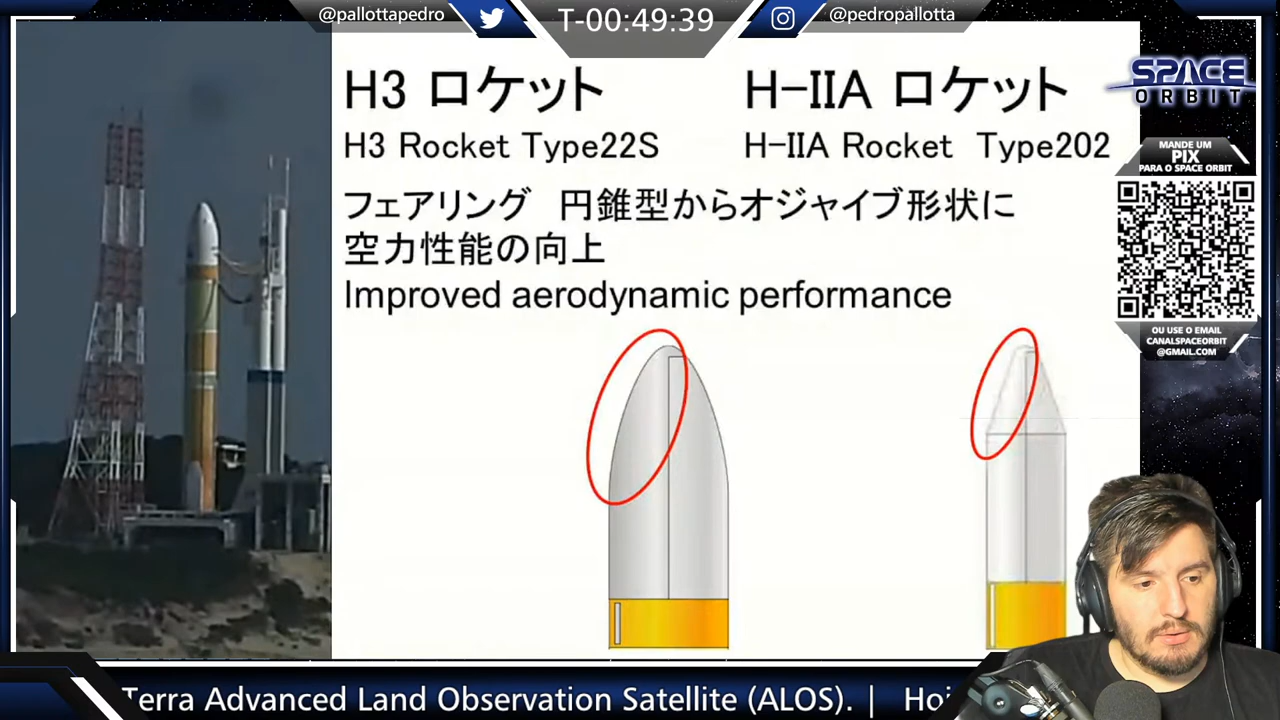 @pallottapedro
T-00:49:39
@pedropallotta
SPACE
ORBIT
H3 ロケット
H-IIA ロケット
H3 Rocket Type22S
H-IIA Rocket Type202
フェアリング 円錐型からオジャイブ形状に
空力性能の向上
Improved aerodynamic performance
MANDE UM
PIX
PARA O SPACE ORBIT
OU USE O EMAIL
CANALSPACEORBIT
@GMAIL.COM
Terra Advanced Land Observation Satellite (ALOS). | Hoj